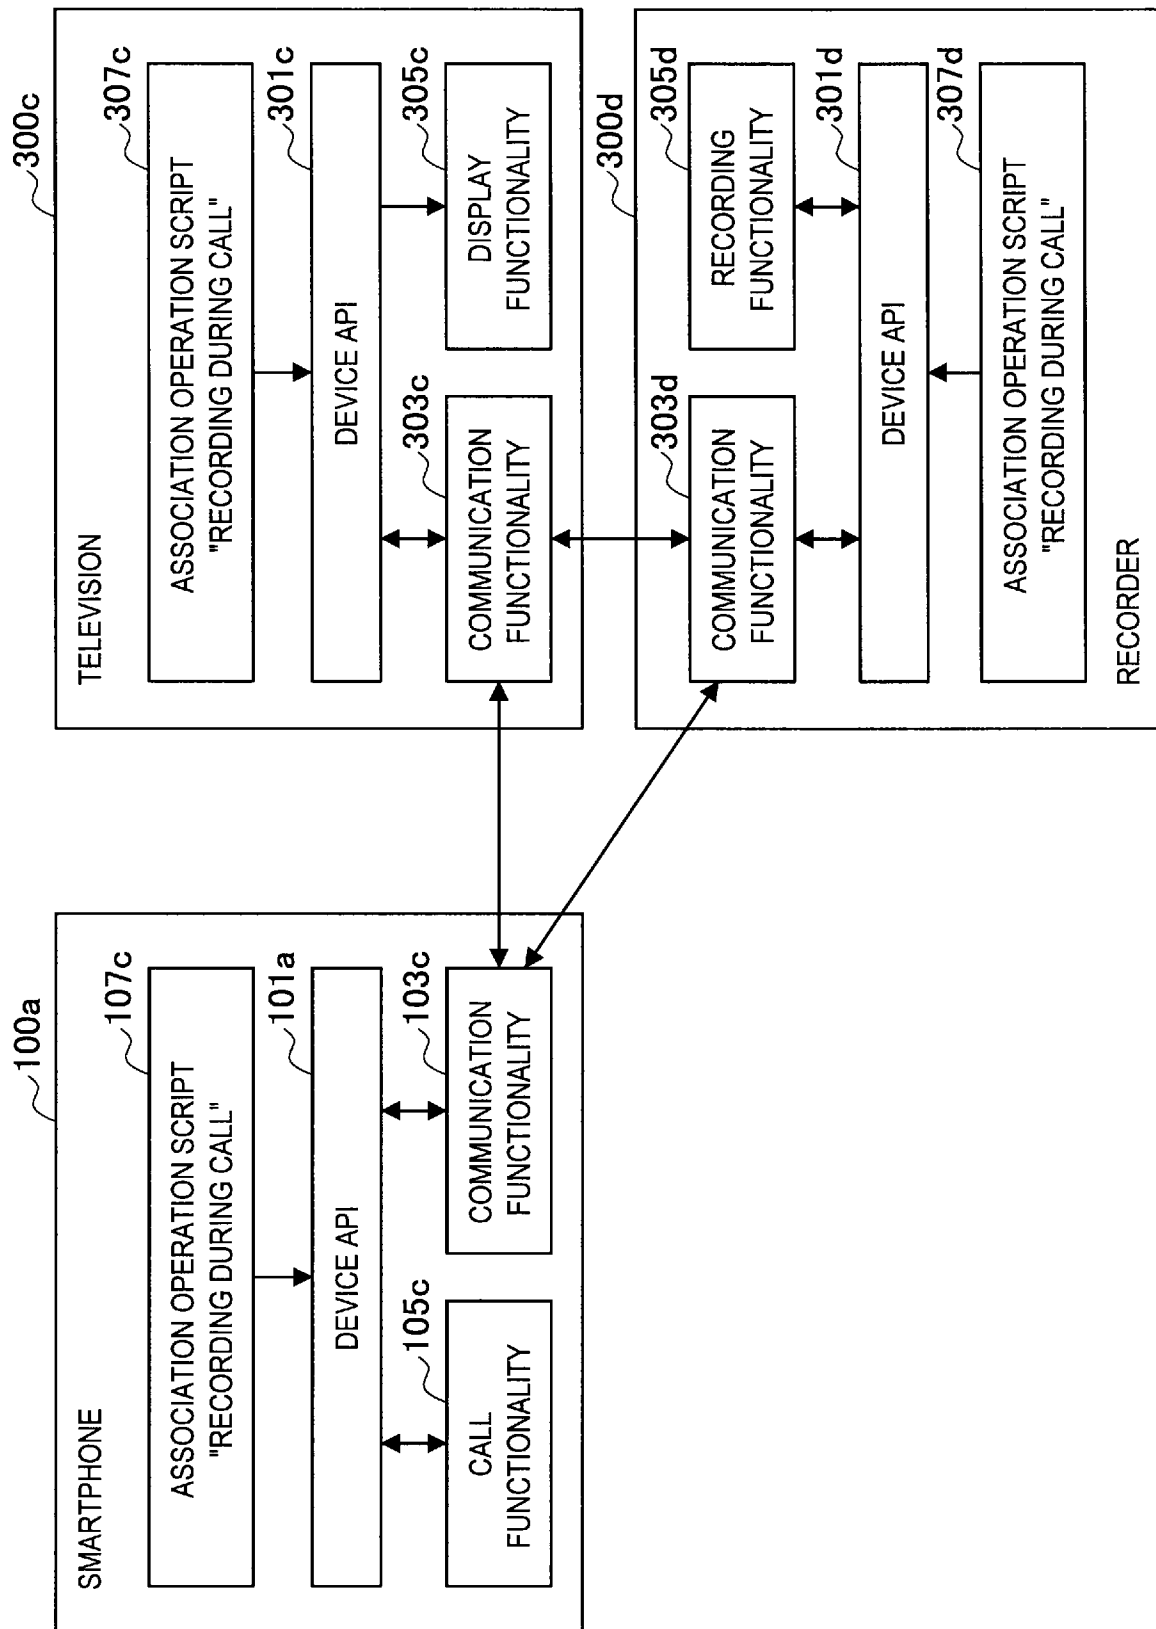 100a
SMARTPHONE
107c
ASSOCIATION OPERATION SCRIPT
"RECORDING DURING CALL"
101a
DEVICE API
105c
CALL
FUNCTIONALITY
103c
COMMUNICATION
FUNCTIONALITY
300c
TELEVISION
307c
ASSOCIATION OPERATION SCRIPT
"RECORDING DURING CALL"
301c
DEVICE API
303c
COMMUNICATION
FUNCTIONALITY
305c
DISPLAY
FUNCTIONALITY
300d
303d
COMMUNICATION
FUNCTIONALITY
305d
RECORDING
FUNCTIONALITY
301d
DEVICE API
307d
ASSOCIATION OPERATION SCRIPT
"RECORDING DURING CALL"
RECORDER